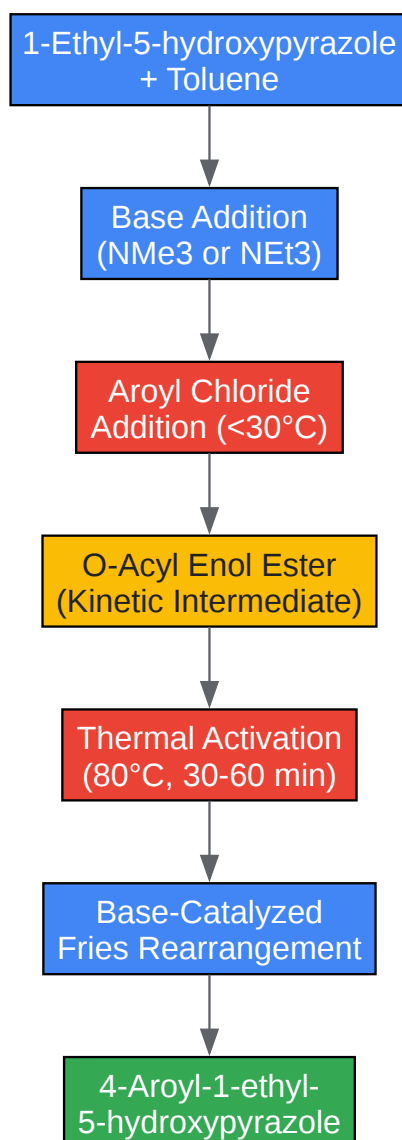 1-Ethyl-5-hydroxypyrazole
+ Toluene
Base Addition
(NMe3 or NEt3)
Aroyl Chloride
Addition (<30°C)
O-Acyl Enol Ester
(Kinetic Intermediate)
Thermal Activation
(80°C, 30-60 min)
Base-Catalyzed
Fries Rearrangement
4-Aroyl-1-ethyl-
5-hydroxypyrazole